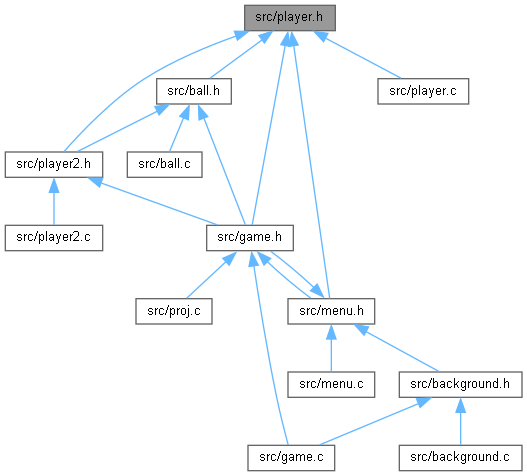 src/player.h
src/ball.h
src/player.c
src/player2.h
src/ball.c
src/player2.c
src/game.h
src/proj.c
src/menu.h
src/menu.c
src/background.h
src/game.c
src/background.c